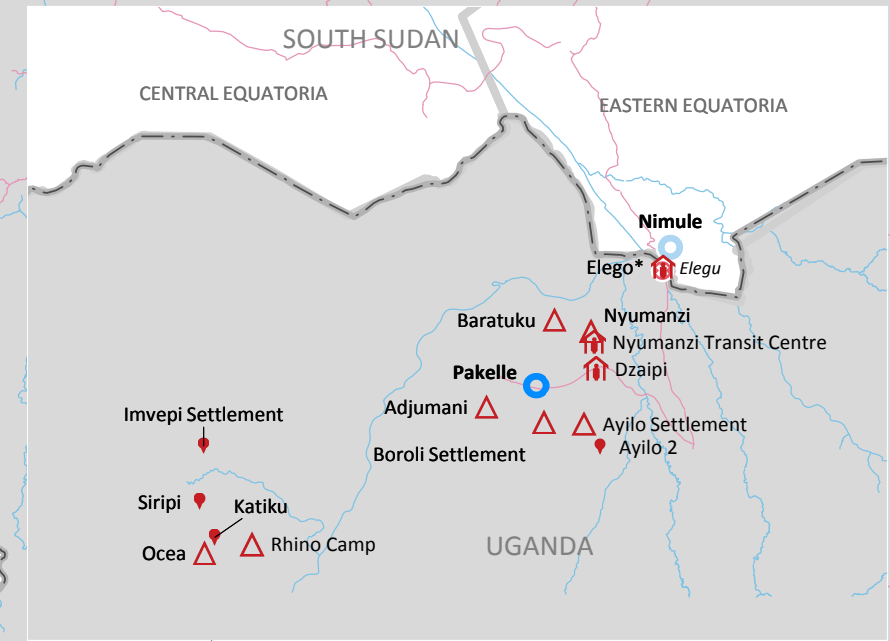 SOUTH SUDAN
CENTRAL EQUATORIA
EASTERN EQUATORIA
Nimule
Elego*
Elegu
Baratuku
Nyumanzi
Nyumanzi Transit Centre
Pakelle
Dzaipi
Adjumani
Imvepi Settlement
Ayilo Settlement
Ayilo 2
Boroli Settlement
Siripi
Katiku
Ocea
Rhino Camp
UGANDA